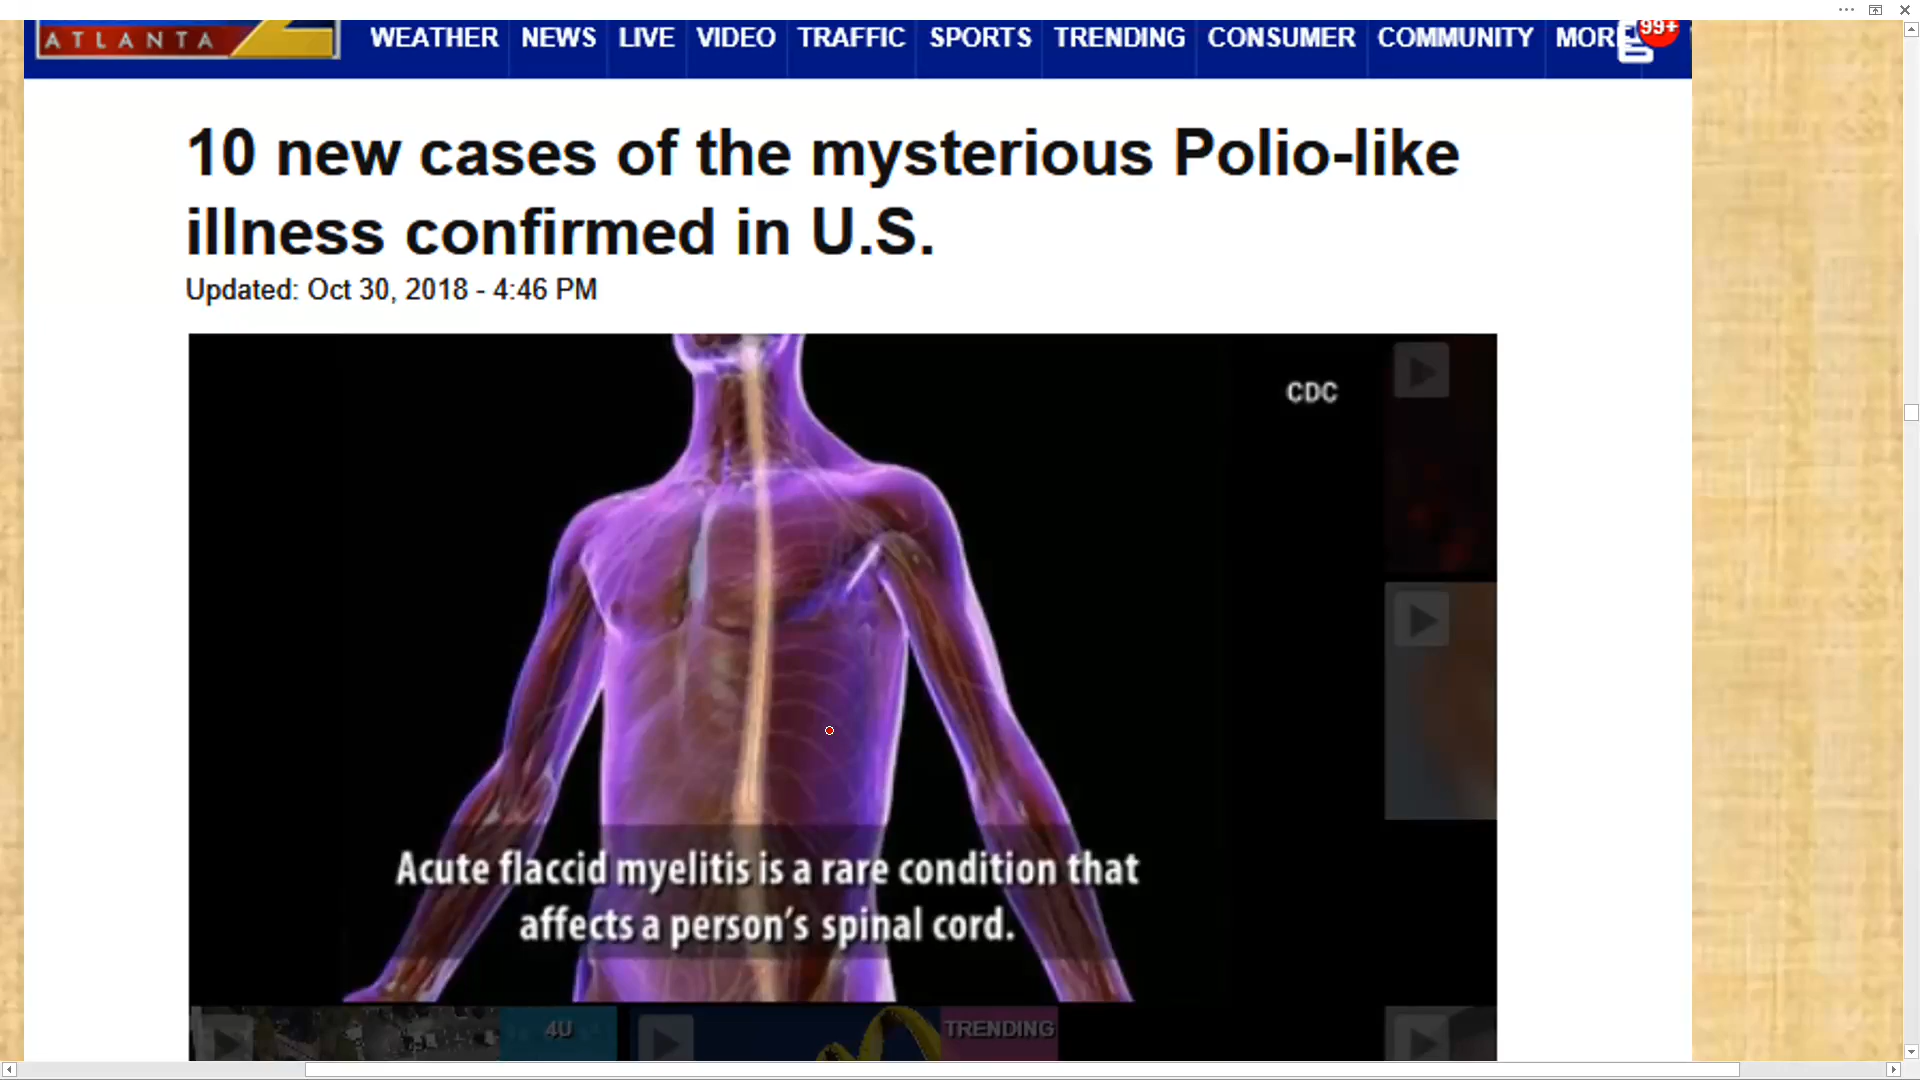 ATLANTA 2
WEATHER NEWS LIVE VIDEO TRAFFIC SPORTS TRENDING CONSUMER COMMUNITY MORE
99+
10 new cases of the mysterious Polio-like
illness confirmed in U.S.
Updated: Oct 30, 2018 - 4:46 PM
CDC
Acute flaccid myelitis is a rare condition that
affects a person's spinal cord.
4U
TRENDING